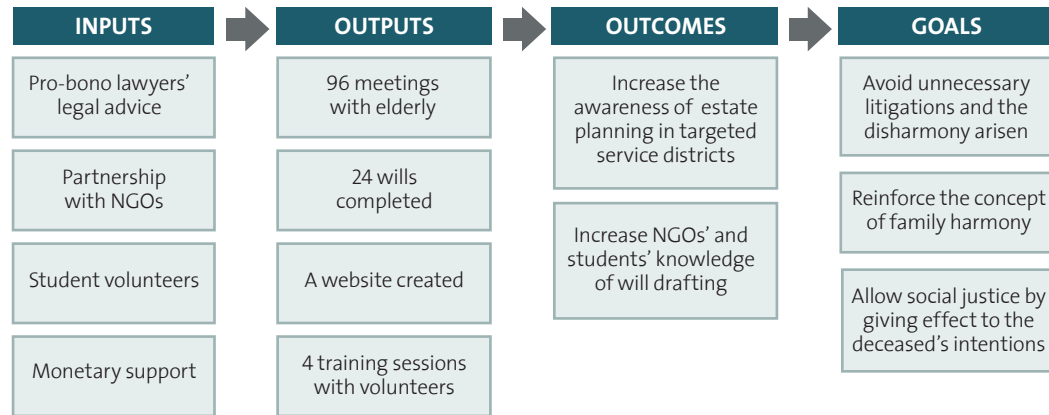 INPUTS
Pro-bono lawyers’
legal advice
Partnership
with NGOs
Student volunteers
Monetary support
OUTPUTS
96 meetings
with elderly
24 wills
completed
A website created
4 training sessions
with volunteers
OUTCOMES
Increase the
awareness of estate
planning in targeted
service districts
Increase NGOs’ and
students’ knowledge
of will drafting
GOALS
Avoid unnecessary
litigations and the
disharmony arisen
Reinforce the concept
of family harmony
Allow social justice by
giving effect to the
deceased’s intentions